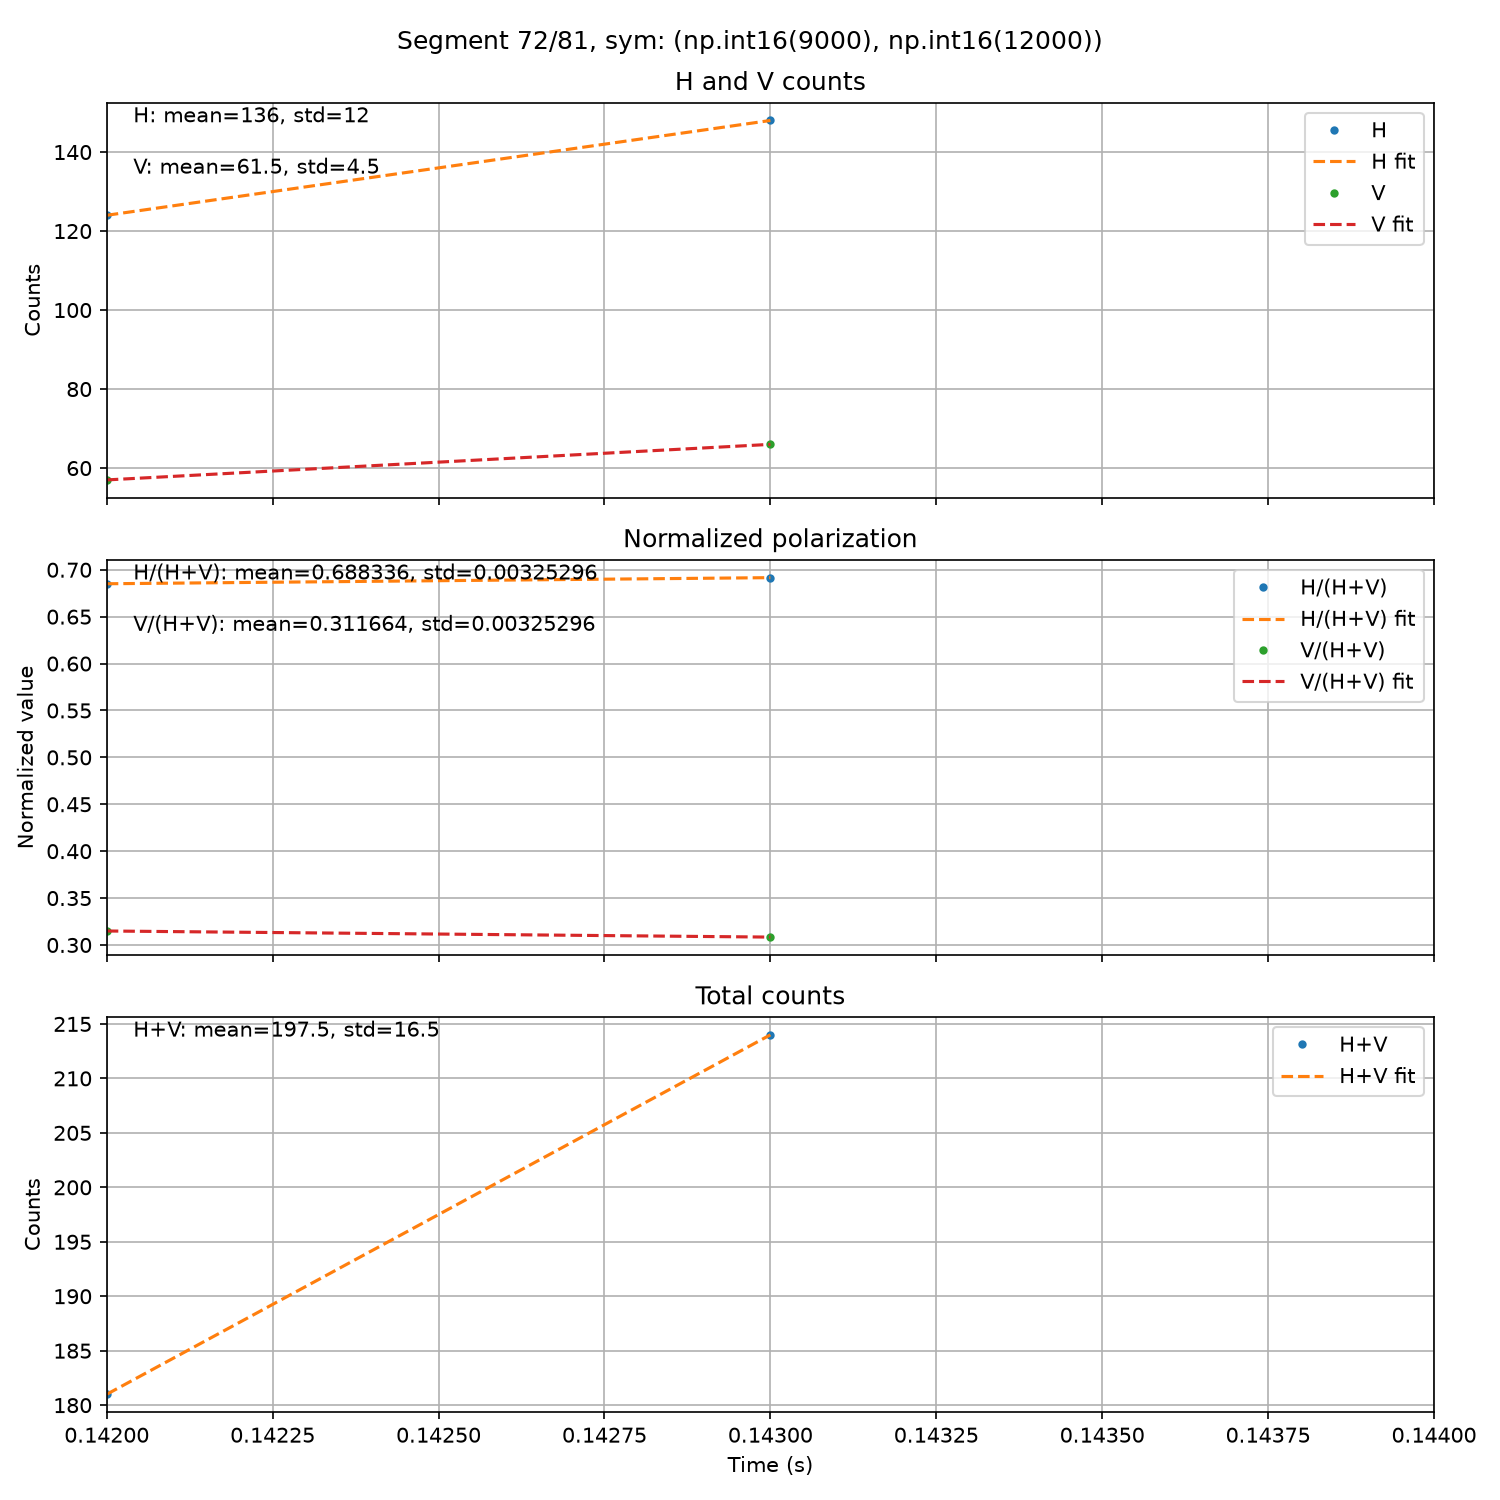 Segment 72/81, sym: (np.int16(9000), np.int16(12000))
H and V counts
H: mean=136, std=12
V: mean=61.5, std=4.5
H
H fit
V
V fit
140
120
100
80
60
Counts
Normalized polarization
H/(H+V): mean=0.688336, std=0.00325296
V/(H+V): mean=0.311664, std=0.00325296
H/(H+V)
H/(H+V) fit
V/(H+V)
V/(H+V) fit
0.70
0.65
0.60
0.55
0.50
0.45
0.40
0.35
0.30
Normalized value
Total counts
H+V: mean=197.5, std=16.5
H+V
H+V fit
215
210
205
200
195
190
185
180
Counts
0.14200 0.14225 0.14250 0.14275 0.14300 0.14325 0.14350 0.14375 0.14400
Time (s)